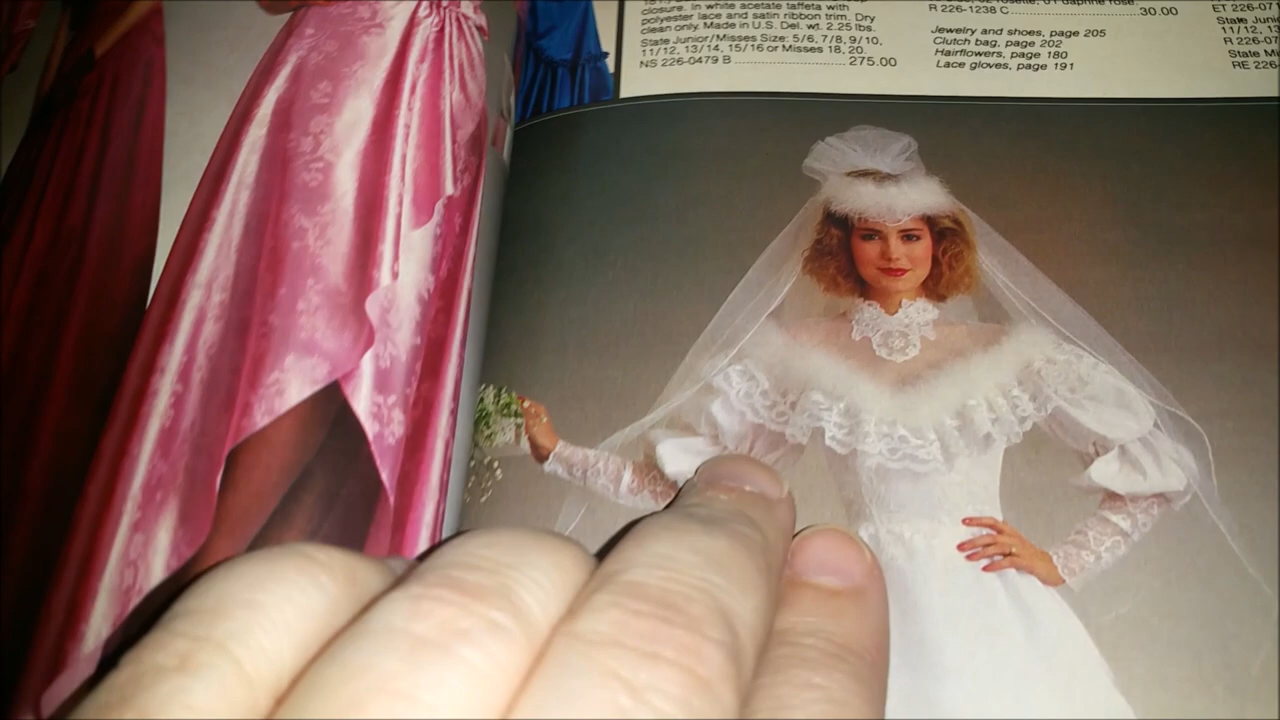 closure. In white acetate taffeta with
polyester lace and satin ribbon trim. Dry
clean only. Made in U.S. Del. wt. 2.25 lbs.
State Junior/Misses Size: 5/6, 7/8, 9/10,
11/12, 13/14, 15/16 or Misses 18, 20.
NS 226-0479 B ........................ 275.00
R 226-1238 C ........................ 30.00
Jewelry and shoes, page 205
Clutch bag, page 202
Hairflowers, page 180
Lace gloves, page 191
ET 226-07
State Juni
11/12, 13
R 226-07
State M
RE 226-